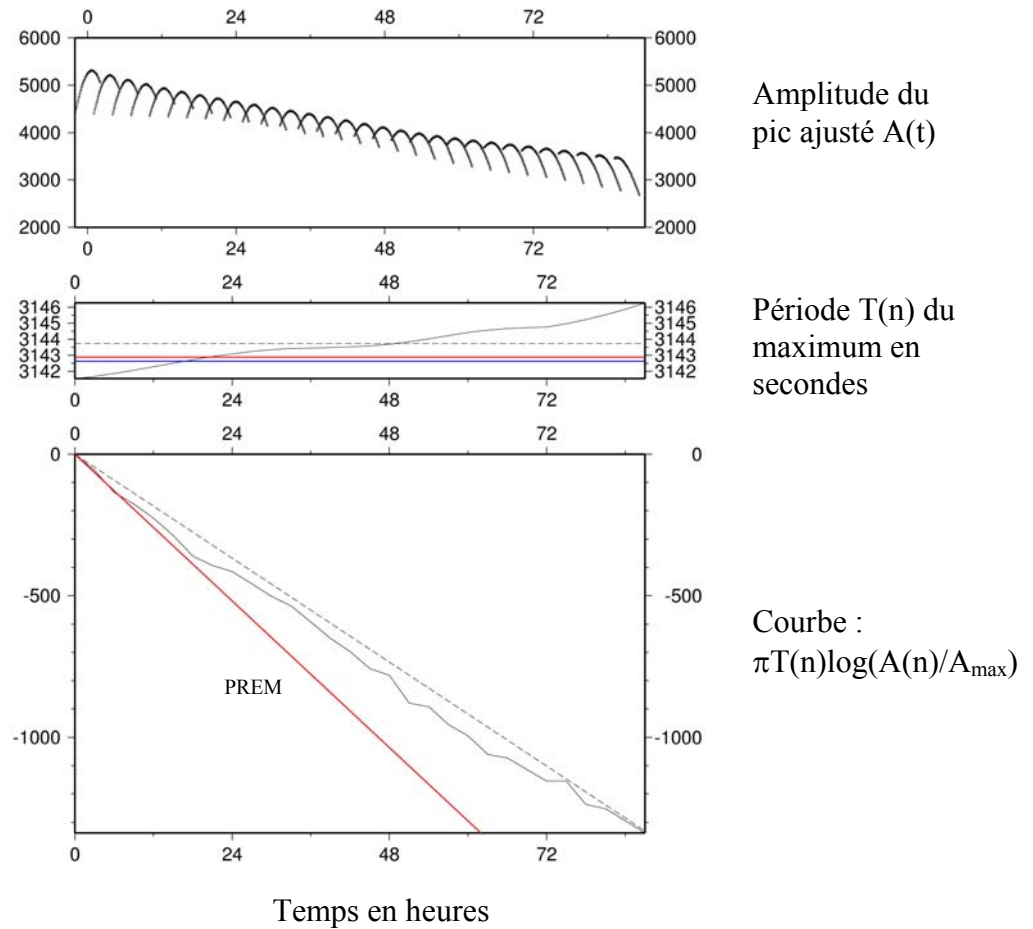 0 24 48 72
6000 6000
5000 5000
4000 4000
3000 3000
2000 2000
0 24 48 72
Amplitude du
pic ajusté A(t)
0 24 48 72
3146 3146
3145 3145
3144 3144
3143 3143
3142 3142
0 24 48 72
Période T(n) du
maximum en
secondes
0 24 48 72
0 0
-500 -500
-1000 -1000
PREM
0 24 48 72
Courbe :
πT(n)log(A(n)/Amax)
Temps en heures